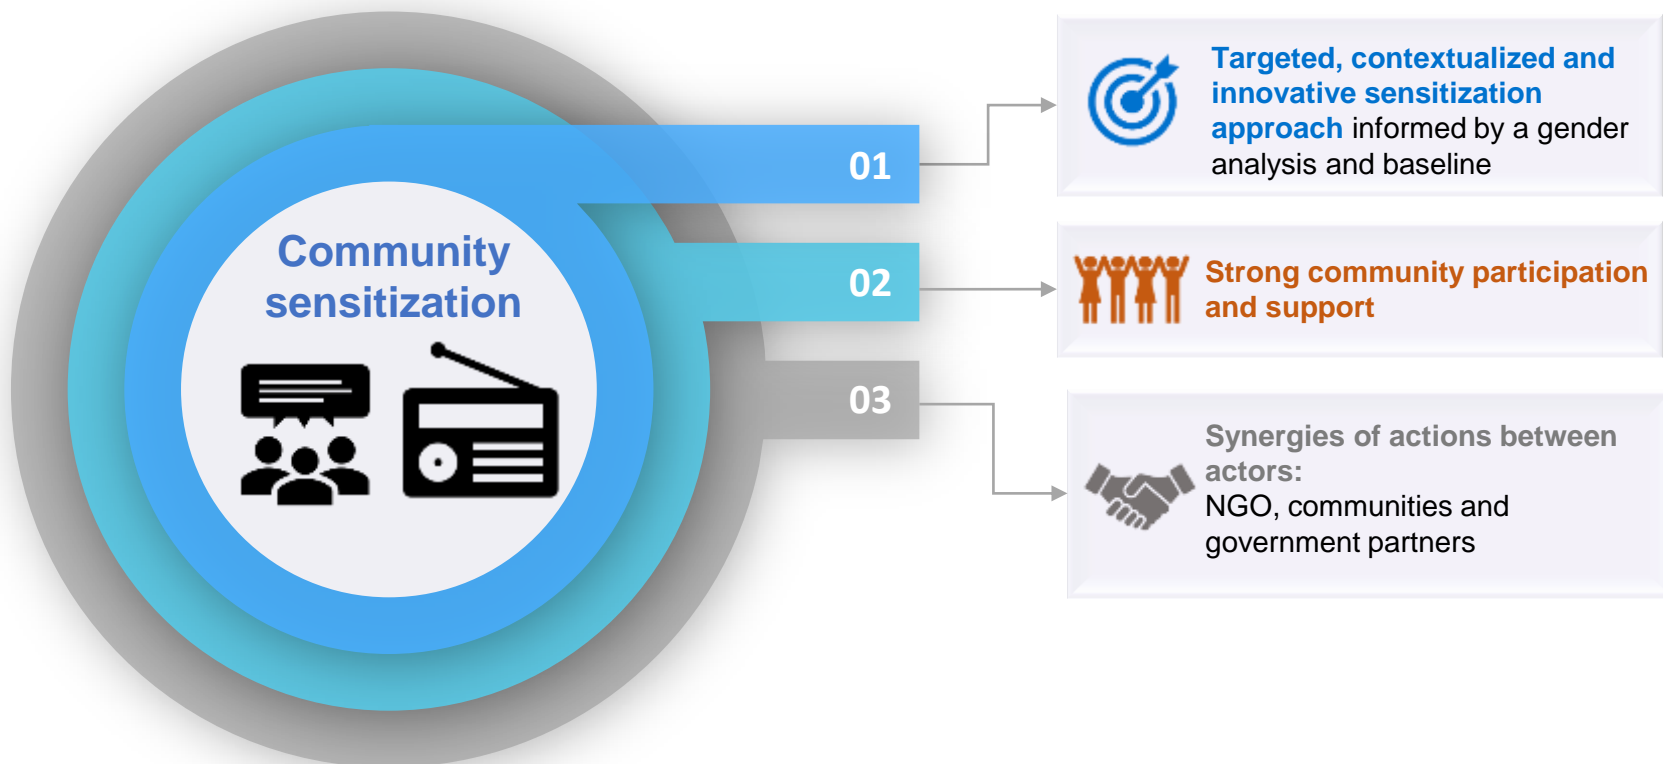 Community
sensitization
01
Targeted, contextualized and
innovative sensitization
approach informed by a gender
analysis and baseline
02
Strong community participation
and support
03
Synergies of actions between
actors:
NGO, communities and
government partners